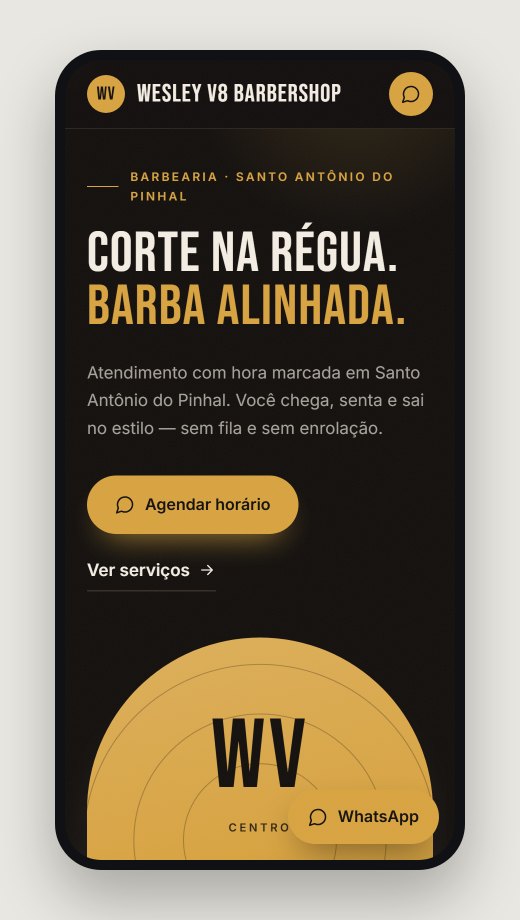 WV WESLEY V8 BARBERSHOP
BARBEARIA · SANTO ANTÔNIO DO
PINHAL
CORTE NA RÉGUA.
BARBA ALINHADA.
Atendimento com hora marcada em Santo
Antônio do Pinhal. Você chega, senta e sai
no estilo — sem fila e sem enrolação.
Agendar horário
Ver serviços →
WV
CENTRO
WhatsApp